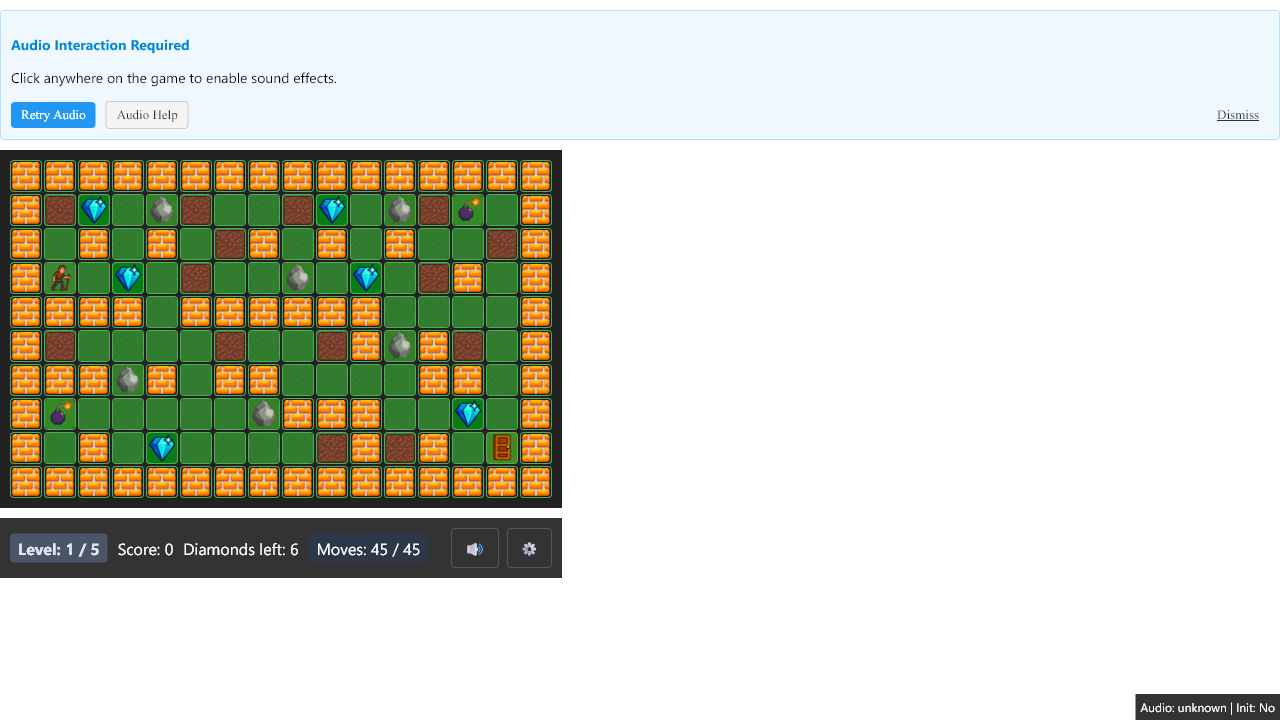 Audio Interaction Required
Click anywhere on the game to enable sound effects.
Retry Audio
Audio Help
Dismiss
Level: 1 / 5
Score: 0
Diamonds left: 6
Moves: 45 / 45
Audio: unknown | Init: No